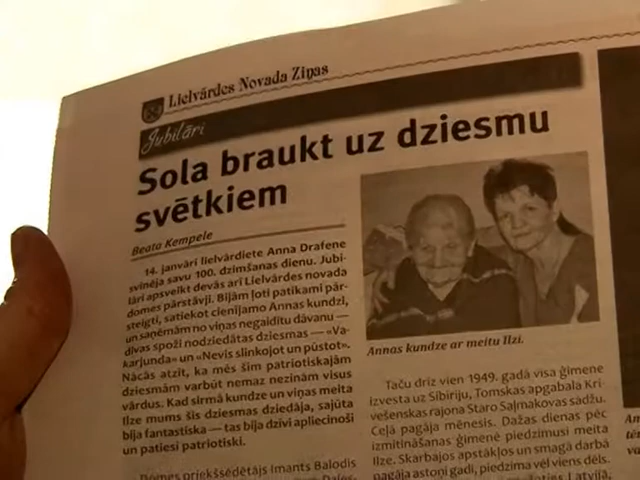 Lielvārdes Novada Ziņas
Jubilāri
Sola braukt uz dziesmu
svētkiem
Beata Kempele
14. janvārī lielvārdiete Anna Drafene
svinēja savu 100. dzimšanas dienu. Jubi-
lāri apsveikt devās arī Lielvārdes novada
domes pārstāvji. Bijām ļoti patīkami pār-
steigti, satiekot cienījamo Annas kundzi,
un saņēmām no viņas negaidītu dāvanu —
divas spoži nodziedātas dziesmas — «Va-
karjunda» un «Nevis slinkojot un pūstot».
Nācās atzīt, ka mēs šīm patriotiskajām
dziesmām varbūt nemaz nezinām visus
vārdus. Kad sirmā kundze un viņas meita
Ilze mums šīs dziesmas dziedāja, sajūta
bija fantastiska — tas bija dzīvi apliecinoši
un patiesi patriotiski.
Domes priekšsēdētājs Imants Balodis
Annas kundze ar meitu Ilzi.
Taču drīz vien 1949. gadā visa ģimene
izvesta uz Sibīriju, Tomskas apgabala Kri-
vešenskas rajona Staro Saļmakovas sādžu.
Ceļā pagāja mēnesis. Dažas dienas pēc
izmitināšanas ģimenē piedzimusi meita
Ilze. Skarbajos apstākļos un smagā darbā
pagāja astoņi gadi, piedzima vēl viens dēls.
Latvijā,